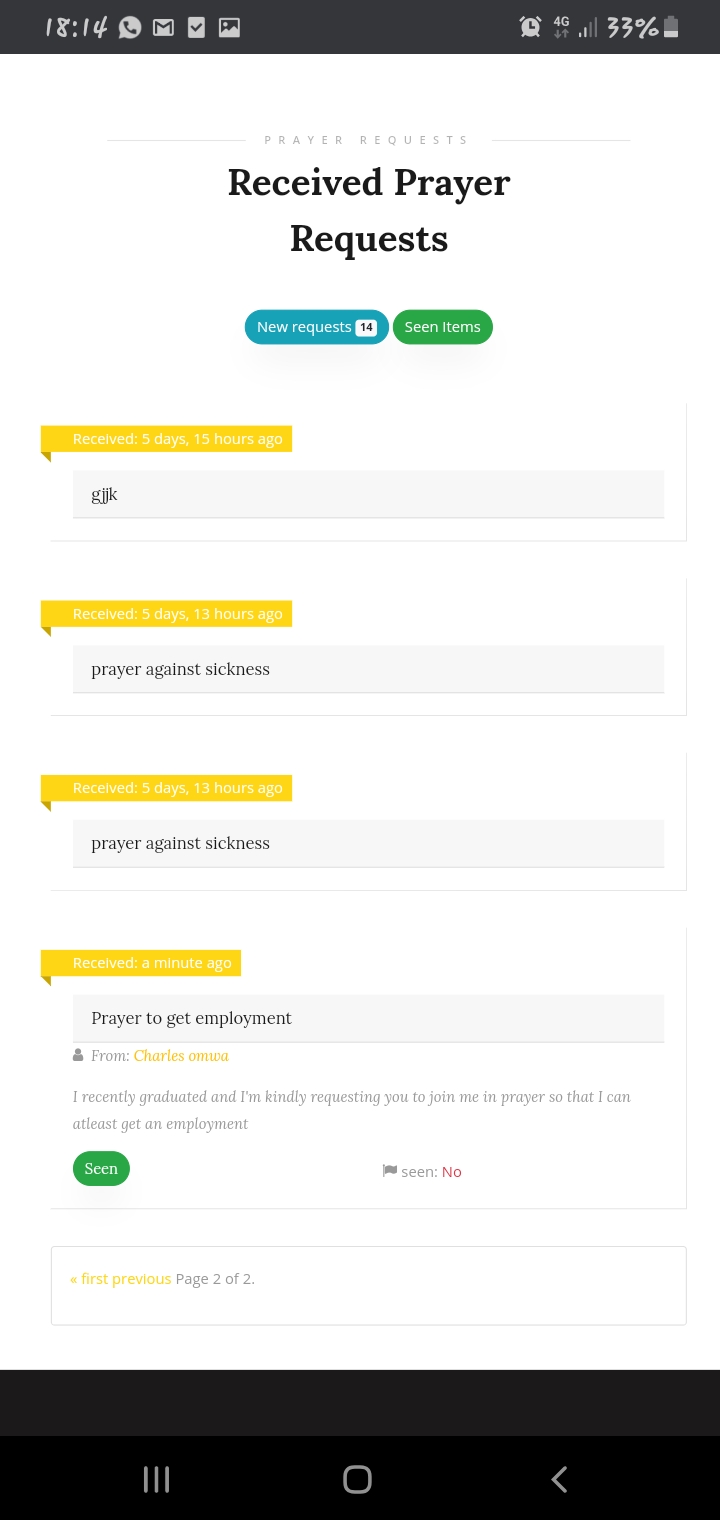 18:14 4G 33%
PRAYER REQUESTS
Received Prayer
Requests
New requests 14 Seen Items
Received: 5 days, 15 hours ago
gjjk
Received: 5 days, 13 hours ago
prayer against sickness
Received: 5 days, 13 hours ago
prayer against sickness
Received: a minute ago
Prayer to get employment
From: Charles omwa
I recently graduated and I'm kindly requesting you to join me in prayer so that I can
atleast get an employment
Seen seen: No
« first previous Page 2 of 2.